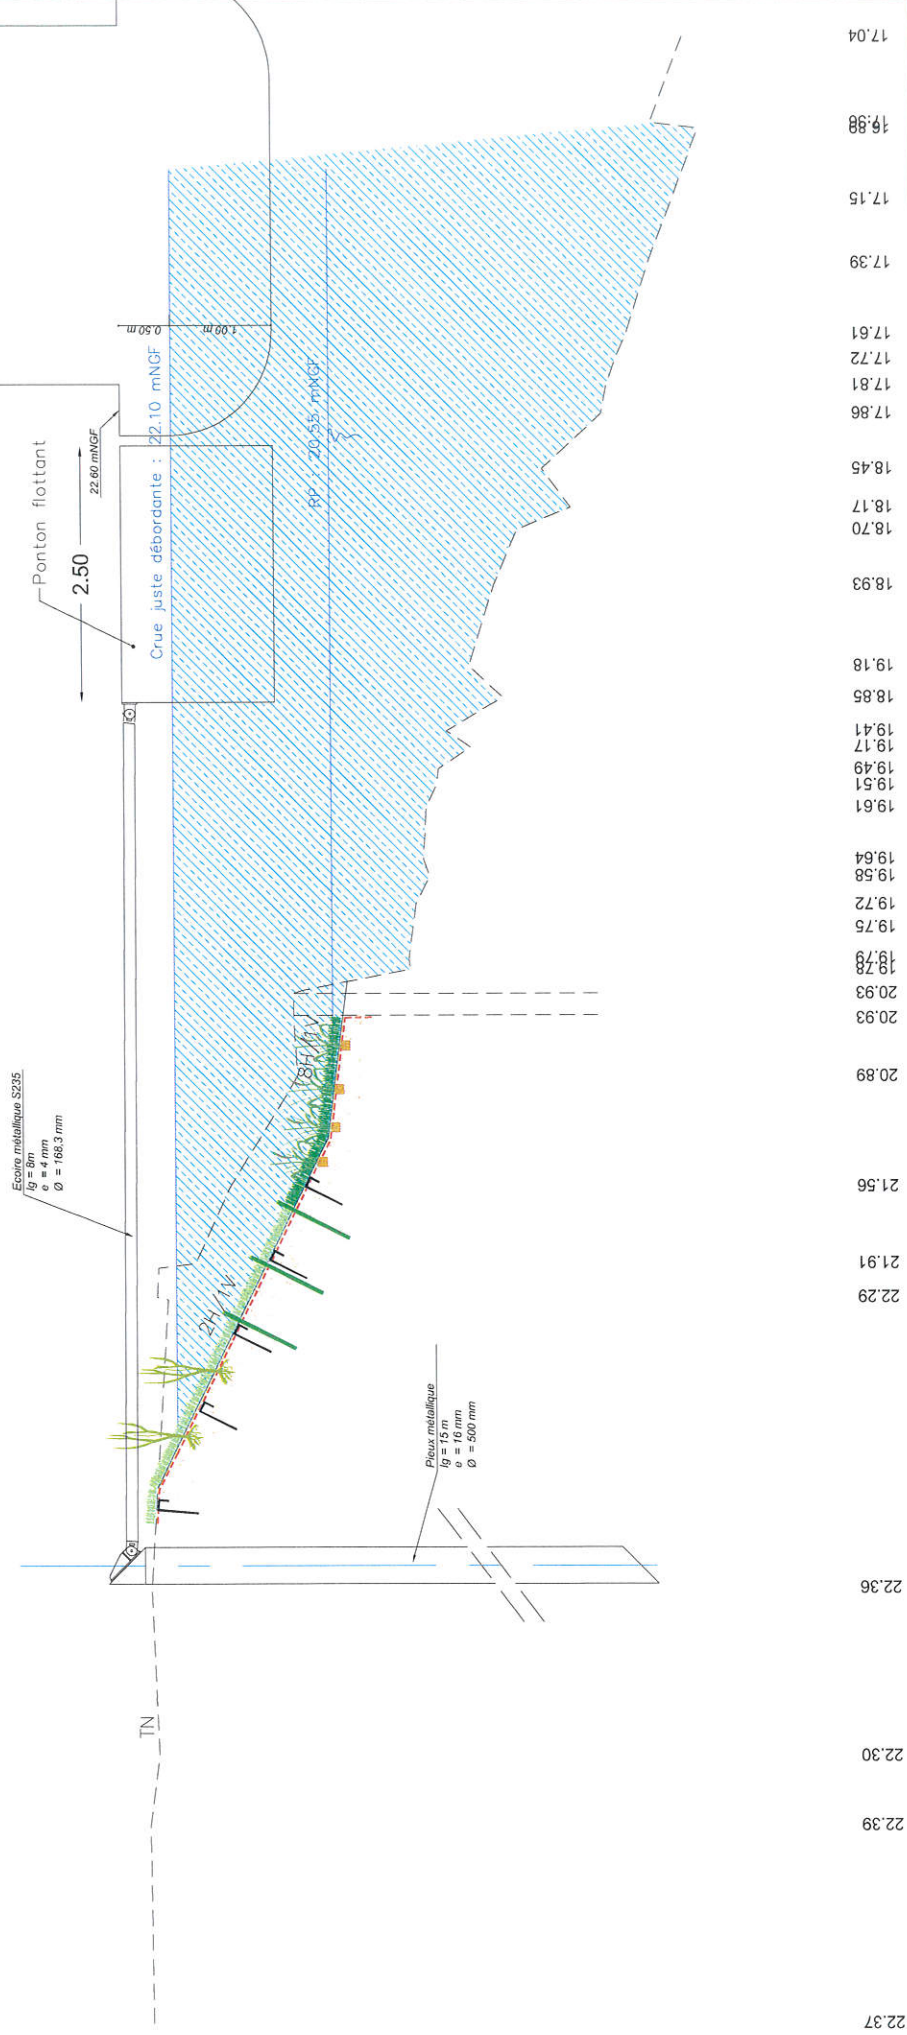 Ponton flottant
2.50
22.60 mNGF
0.50 m
1.00 m
Crue juste débordante : 22.10 mNGF
RP : 20.55 mNGF
Ecoire métallique S235
lg = 8m
e = 4 mm
Ø = 168.3 mm
Pieux métallique
lg = 15 m
e = 16 mm
Ø = 500 mm
TN
2H/1V
8H/1V
22.37
22.39
22.30
22.36
22.29
21.91
21.56
20.89
20.93
20.93
19.78
19.79
19.75
19.72
19.58
19.64
19.61
19.51
19.49
19.17
19.41
18.85
19.18
18.93
18.70
18.17
18.45
17.86
17.81
17.72
17.61
17.39
17.15
17.04